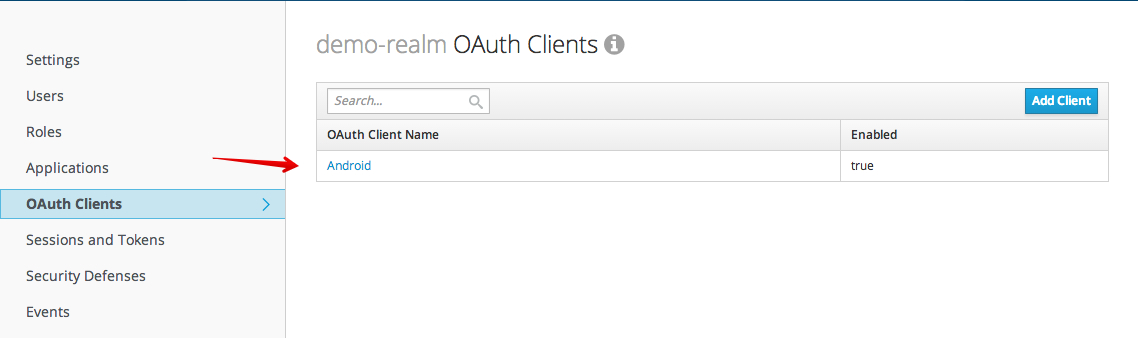 demo-realm OAuth Clients
Settings
Users
Roles
Applications
OAuth Clients
Sessions and Tokens
Security Defenses
Events
Search...
Add Client
OAuth Client Name Enabled
Android true